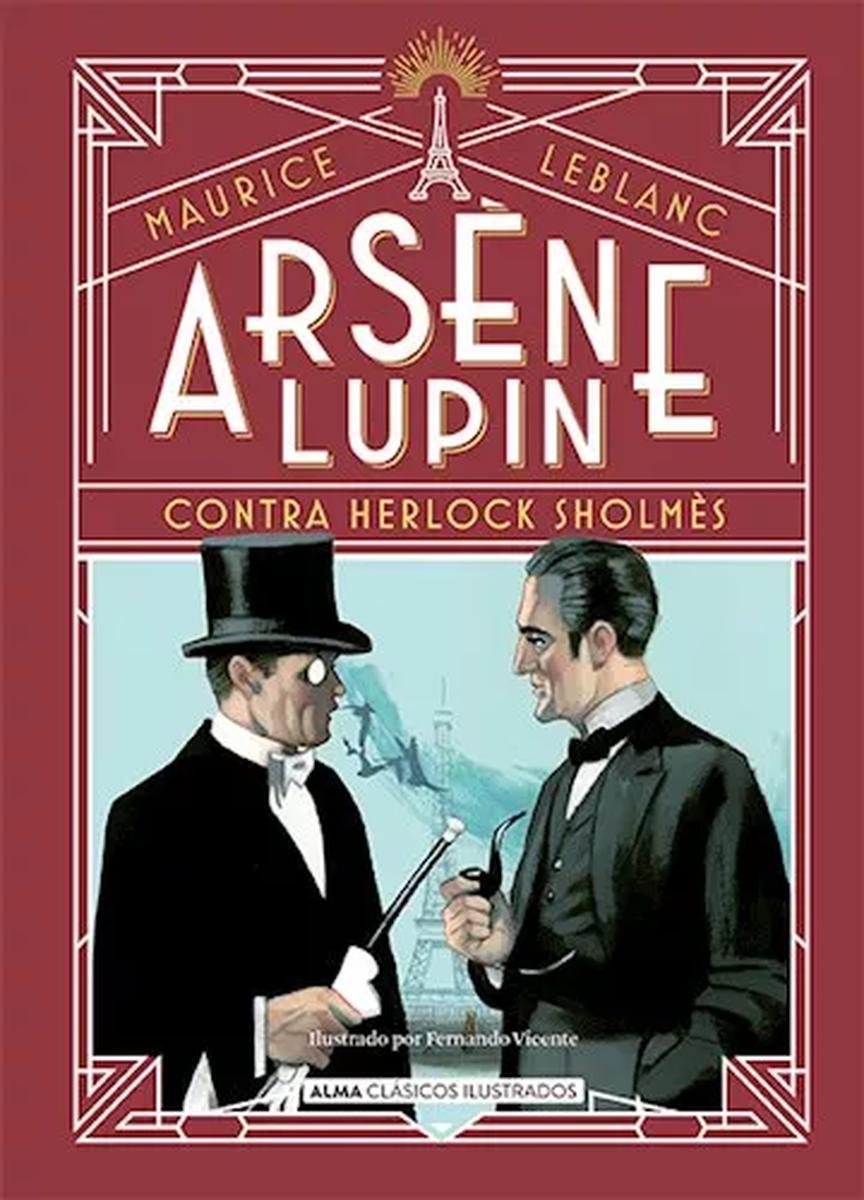 MAURICE LEBLANC
ARSÈNE
LUPIN
CONTRA HERLOCK SHOLMÈS
Ilustrado por Fernando Vicente
ALMA CLÁSICOS ILUSTRADOS